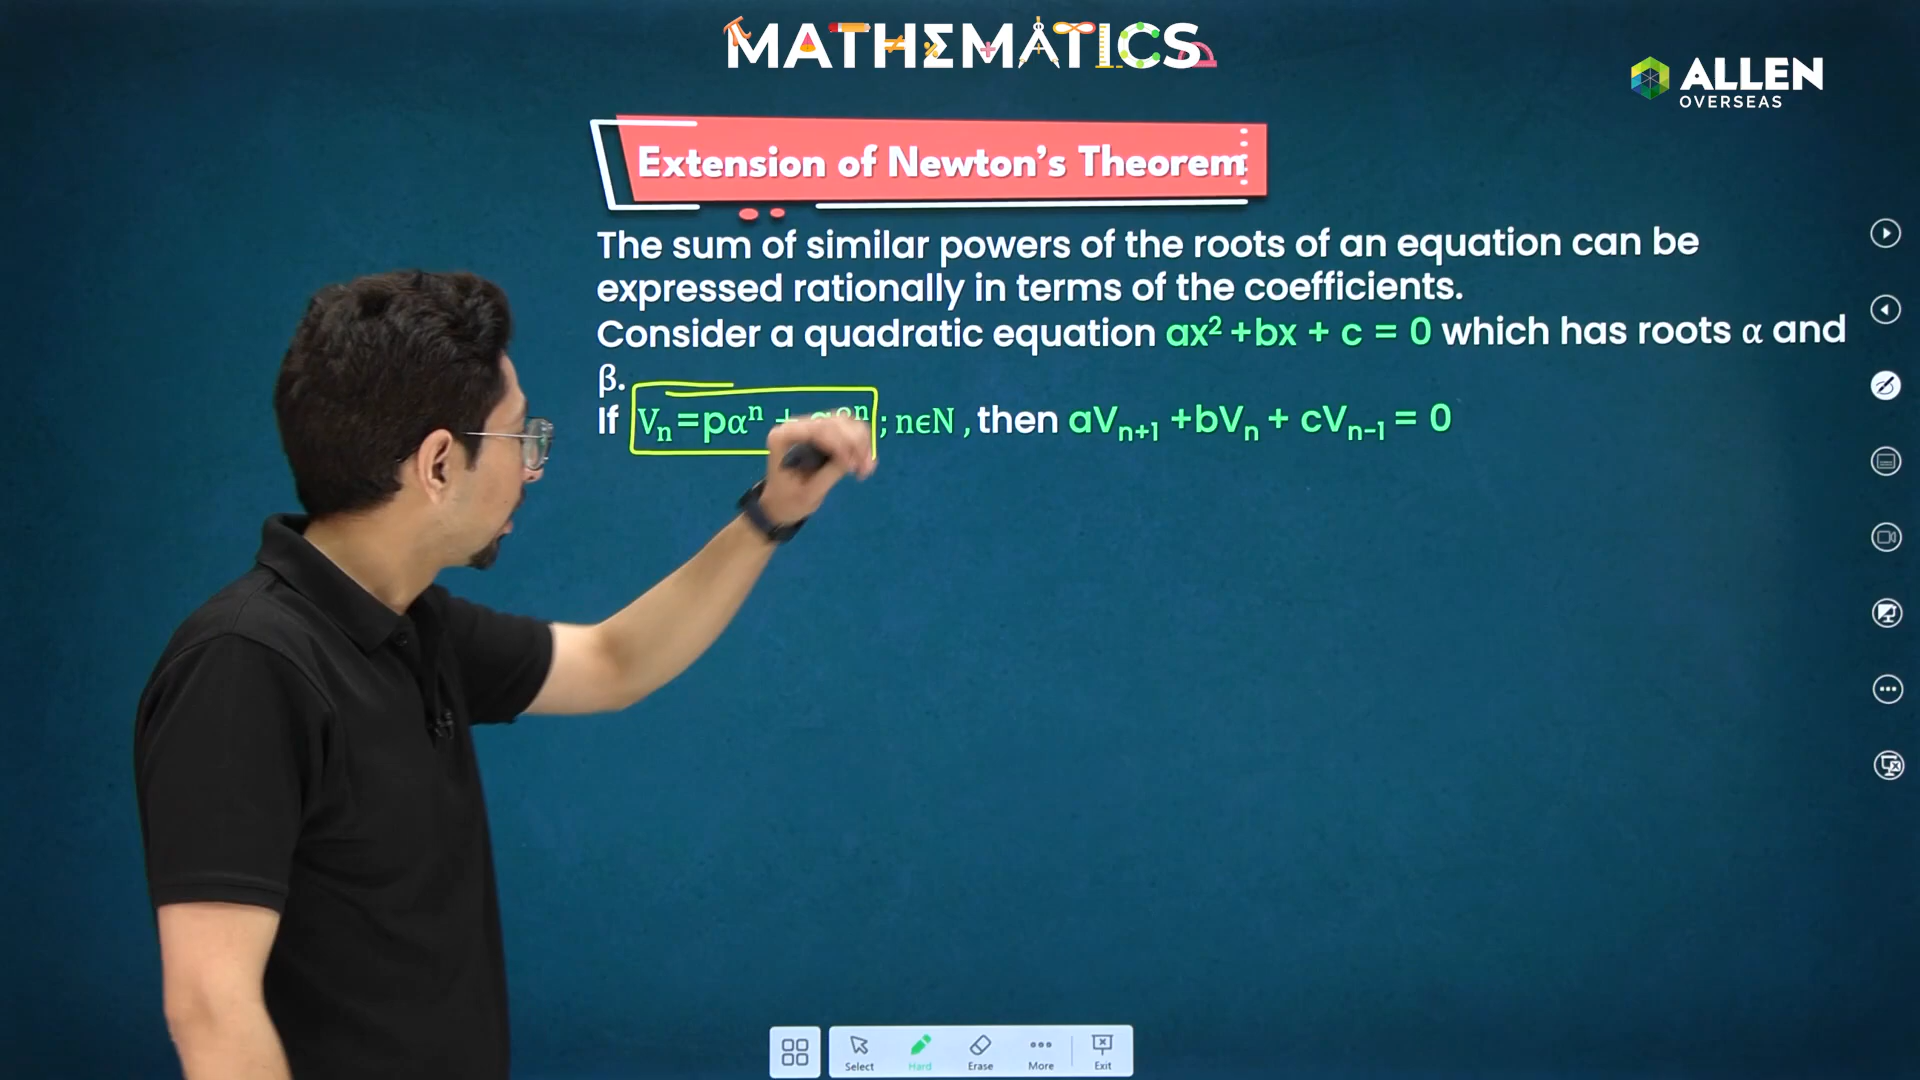 MATHEMATICS
ALLEN
OVERSEAS
Extension of Newton's Theorem
The sum of similar powers of the roots of an equation can be
expressed rationally in terms of the coefficients.
Consider a quadratic equation ax² +bx + c = 0 which has roots α and
β.
If Vₙ=pαⁿ + ⁿ ; nϵN , then aVₙ₊₁ +bVₙ + cVₙ₋₁ = 0
Select
Hard
Erase
More
Exit